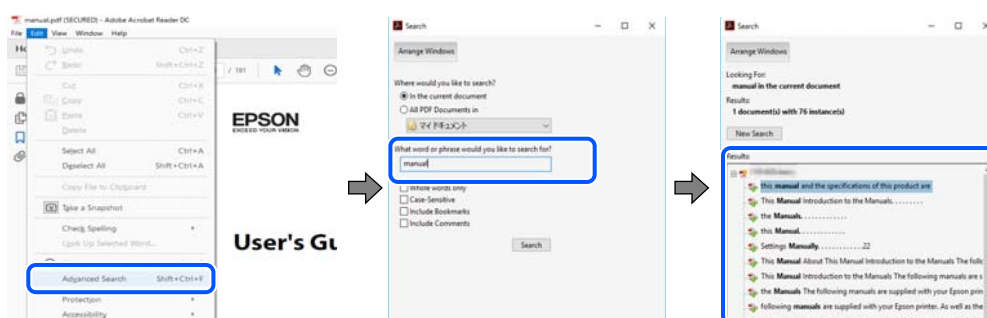 manual.pdf (SECURED) - Adobe Acrobat Reader DC
File Edit View Window Help
Undo Ctrl+Z
Redo Shift+Ctrl+Z
Cut Ctrl+X
Copy Ctrl+C
Paste Ctrl+V
Delete
Select All Ctrl+A
Deselect All Shift+Ctrl+A
Copy File to Clipboard
Take a Snapshot
Check Spelling
Look Up Selected Word...
Advanced Search Shift+Ctrl+F
Protection
Accessibility
/ 191
EPSON
EXCEED YOUR VISION
User's Gu
Search
Arrange Windows
Where would you like to search?
In the current document
All PDF Documents in
マイ ドキュメント
What word or phrase would you like to search for?
manual
Whole words only
Case-Sensitive
Include Bookmarks
Include Comments
Search
Search
Arrange Windows
Looking For:
manual in the current document
Results:
1 document(s) with 76 instance(s)
New Search
Results:
this manual and the specifications of this product are
This Manual Introduction to the Manuals. . . . . . . . .
the Manuals. . . . . . . . . . . . .
this Manual. . . . . . . . . . . . .
Settings Manually. . . . . . . . . . . . .22
This Manual About This Manual Introduction to the Manuals The follo
This Manual Introduction to the Manuals The following manuals are s
the Manuals The following manuals are supplied with your Epson prin
following manuals are supplied with your Epson printer. As well as the